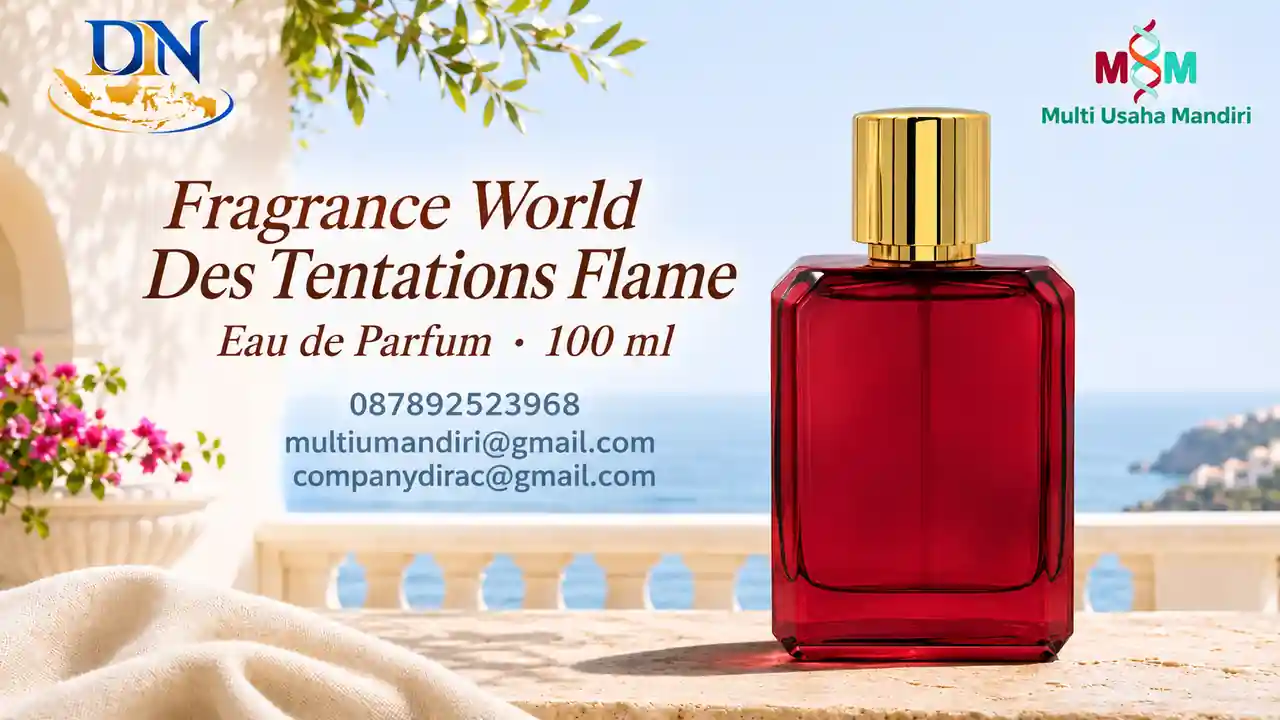 DN
MSM
Multi Usaha Mandiri
Fragrance World
Des Tentations Flame
Eau de Parfum • 100 ml
087892523968
multiumandiri@gmail.com
companydirac@gmail.com